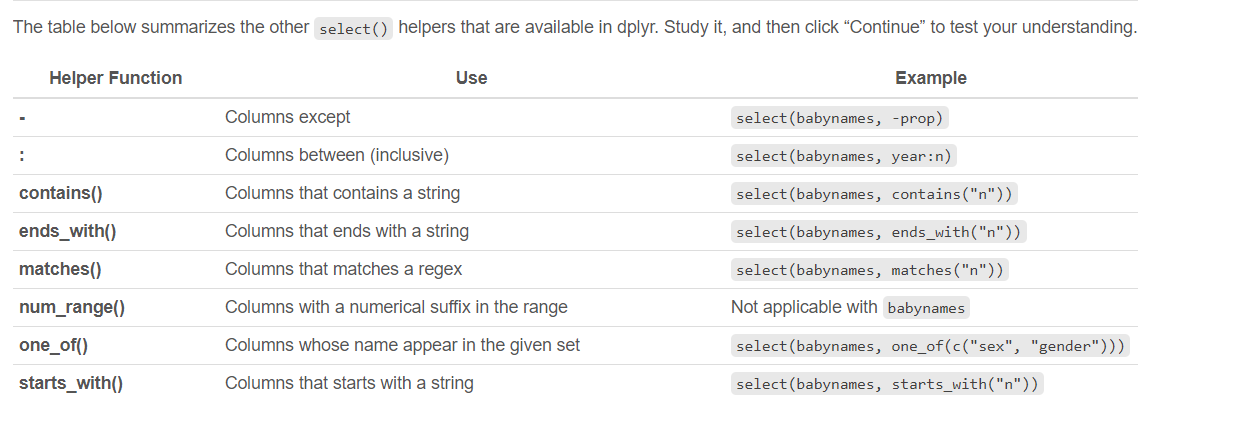 The table below summarizes the other select() helpers that are available in dplyr. Study it, and then click “Continue” to test your understanding.
Helper Function Use Example
- Columns except select(babynames, -prop)
: Columns between (inclusive) select(babynames, year:n)
contains() Columns that contains a string select(babynames, contains("n"))
ends_with() Columns that ends with a string select(babynames, ends_with("n"))
matches() Columns that matches a regex select(babynames, matches("n"))
num_range() Columns with a numerical suffix in the range Not applicable with babynames
one_of() Columns whose name appear in the given set select(babynames, one_of(c("sex", "gender")))
starts_with() Columns that starts with a string select(babynames, starts_with("n"))